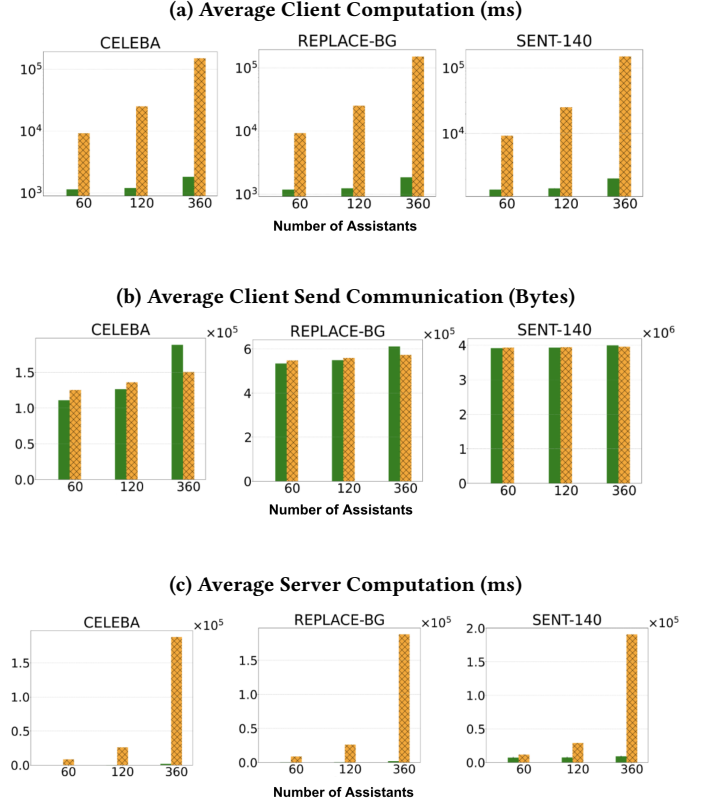 (a) Average Client Computation (ms)
CELEBA REPLACE-BG SENT-140
10^5 10^5 10^5
10^4 10^4 10^4
10^3 10^3
60 120 360 60 120 360 60 120 360
Number of Assistants
(b) Average Client Send Communication (Bytes)
CELEBA ×10^5 REPLACE-BG ×10^5 SENT-140 ×10^6
1.5 1.0 0.5 0.0
6 4 2 0
4 3 2 1 0
60 120 360 60 120 360 60 120 360
Number of Assistants
(c) Average Server Computation (ms)
CELEBA ×10^5 REPLACE-BG ×10^5 SENT-140 ×10^5
1.5 1.0 0.5 0.0
1.5 1.0 0.5 0.0
2.0 1.5 1.0 0.5 0.0
60 120 360 60 120 360 60 120 360
Number of Assistants